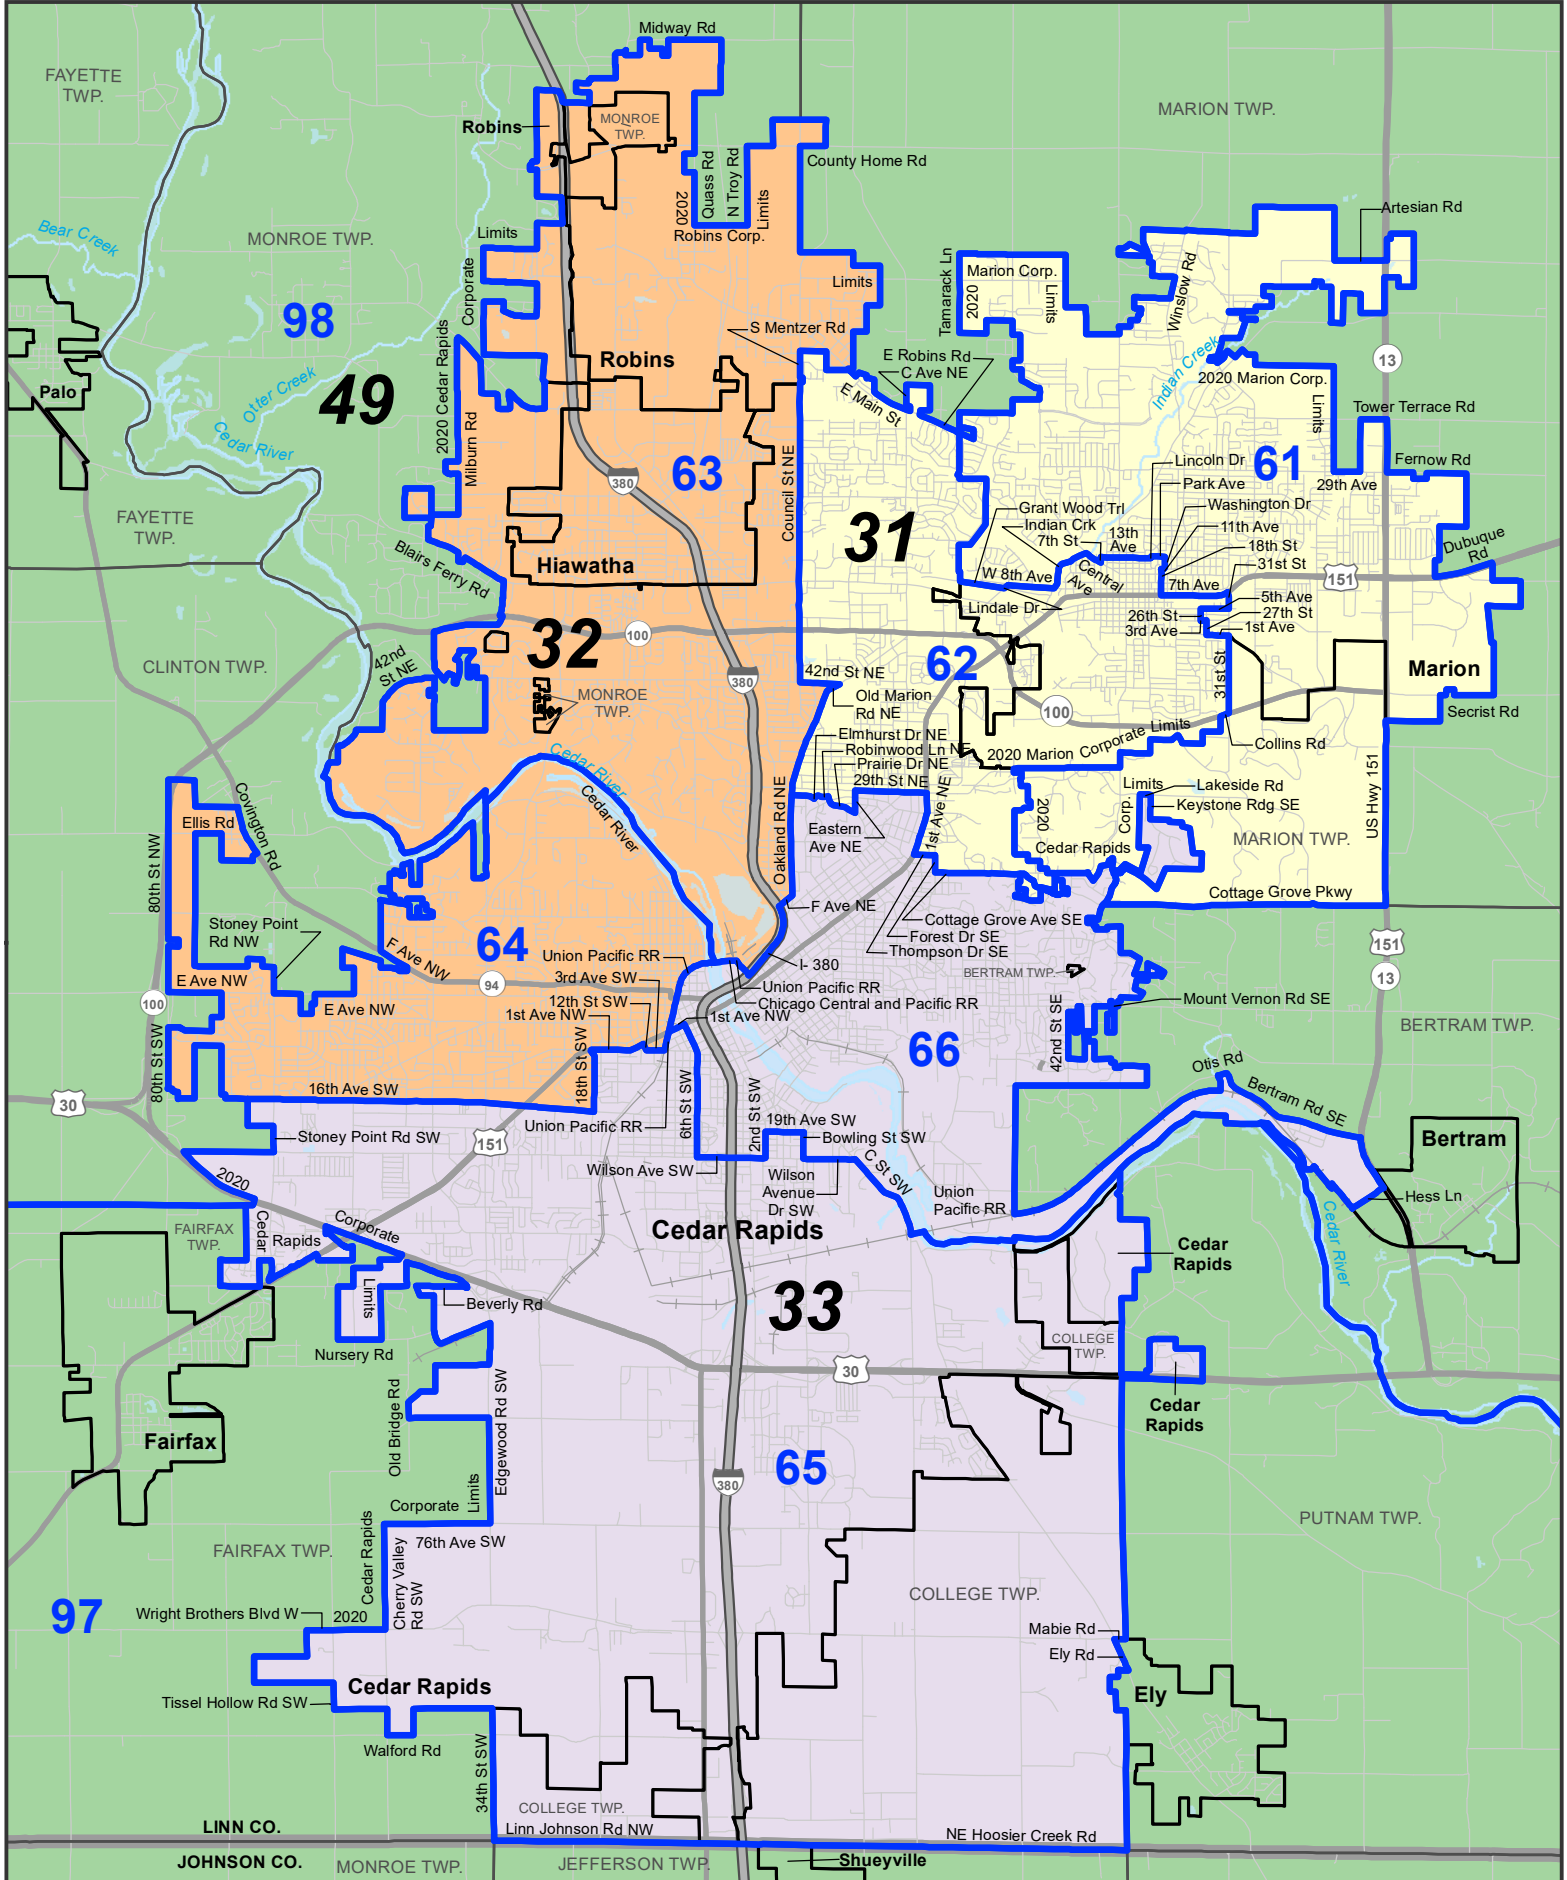 Midway Rd
FAYETTE
TWP.
MARION TWP.
MONROE
TWP.
Robins
County Home Rd
Quass Rd
N Troy Rd
Limits
2020
Robins Corp.
Artesian Rd
Bear Creek
MONROE TWP.
Limits
Corporate
Tamarack Ln
Marion Corp.
2020
Limits
Winslow Rd
Limits
98
S Mentzer Rd
2020 Cedar Rapids
Robins
E Robins Rd
C Ave NE
Indian Creek
13
2020 Marion Corp.
Limits
Palo
49
Otter Creek
Cedar River
E Main St
Tower Terrace Rd
Milburn Rd
63
380
Council St NE
Lincoln Dr
61
Fernow Rd
Park Ave
29th Ave
FAYETTE
TWP.
31
Grant Wood Trl
Indian Crk
7th St
13th
Ave
Washington Dr
11th Ave
18th St
31st St
Dubuque
Rd
Blairs Ferry Rd
Hiawatha
W 8th Ave
Central
Ave
7th Ave
151
Lindale Dr
5th Ave
26th St
27th St
3rd Ave
1st Ave
32
100
CLINTON TWP.
42nd
St NE
62
42nd St NE
31st St
Marion
380
MONROE
TWP.
Old Marion
Rd NE
100
Secrist Rd
Elmhurst Dr NE
Robinwood Ln NE
Prairie Dr NE
29th St NE
2020 Marion Corporate Limits
Collins Rd
Cedar River
Cedar River
Oakland Rd NE
1st Ave NE
2020
Limits
Corp.
Lakeside Rd
Keystone Rdg SE
US Hwy 151
Covington Rd
Ellis Rd
80th St NW
Eastern
Ave NE
Cedar Rapids
MARION TWP.
Cottage Grove Pkwy
F Ave NE
Stoney Point
Rd NW
Cottage Grove Ave SE
Forest Dr SE
Thompson Dr SE
64
F Ave NW
Union Pacific RR
I- 380
151
13
BERTRAM TWP.
E Ave NW
94
3rd Ave SW
Union Pacific RR
100
E Ave NW
12th St SW
Chicago Central and Pacific RR
Mount Vernon Rd SE
1st Ave NW
1st Ave NW
66
42nd St SE
BERTRAM TWP.
80th St SW
18th St SW
Otis Rd
16th Ave SW
30
6th St SW
2nd St SW
Bertram Rd SE
Union Pacific RR
19th Ave SW
Bowling St SW
Stoney Point Rd SW
151
Bertram
Wilson Ave SW
Wilson
Avenue
Dr SW
C St SW
2020
Union
Pacific RR
Hess Ln
FAIRFAX
TWP.
Cedar
Rapids
Corporate
Cedar Rapids
Cedar
Rapids
Cedar River
Limits
Beverly Rd
33
Nursery Rd
COLLEGE
TWP.
30
Old Bridge Rd
Edgewood Rd SW
Cedar
Rapids
Fairfax
65
380
Limits
Corporate
Cedar Rapids
76th Ave SW
PUTNAM TWP.
FAIRFAX TWP.
Cherry Valley
Rd SW
COLLEGE TWP.
97
Wright Brothers Blvd W
2020
Mabie Rd
Ely Rd
Cedar Rapids
Ely
Tissel Hollow Rd SW
Walford Rd
34th St SW
COLLEGE TWP.
LINN CO.
Linn Johnson Rd NW
NE Hoosier Creek Rd
JOHNSON CO.
MONROE TWP.
JEFFERSON TWP.
Shueyville